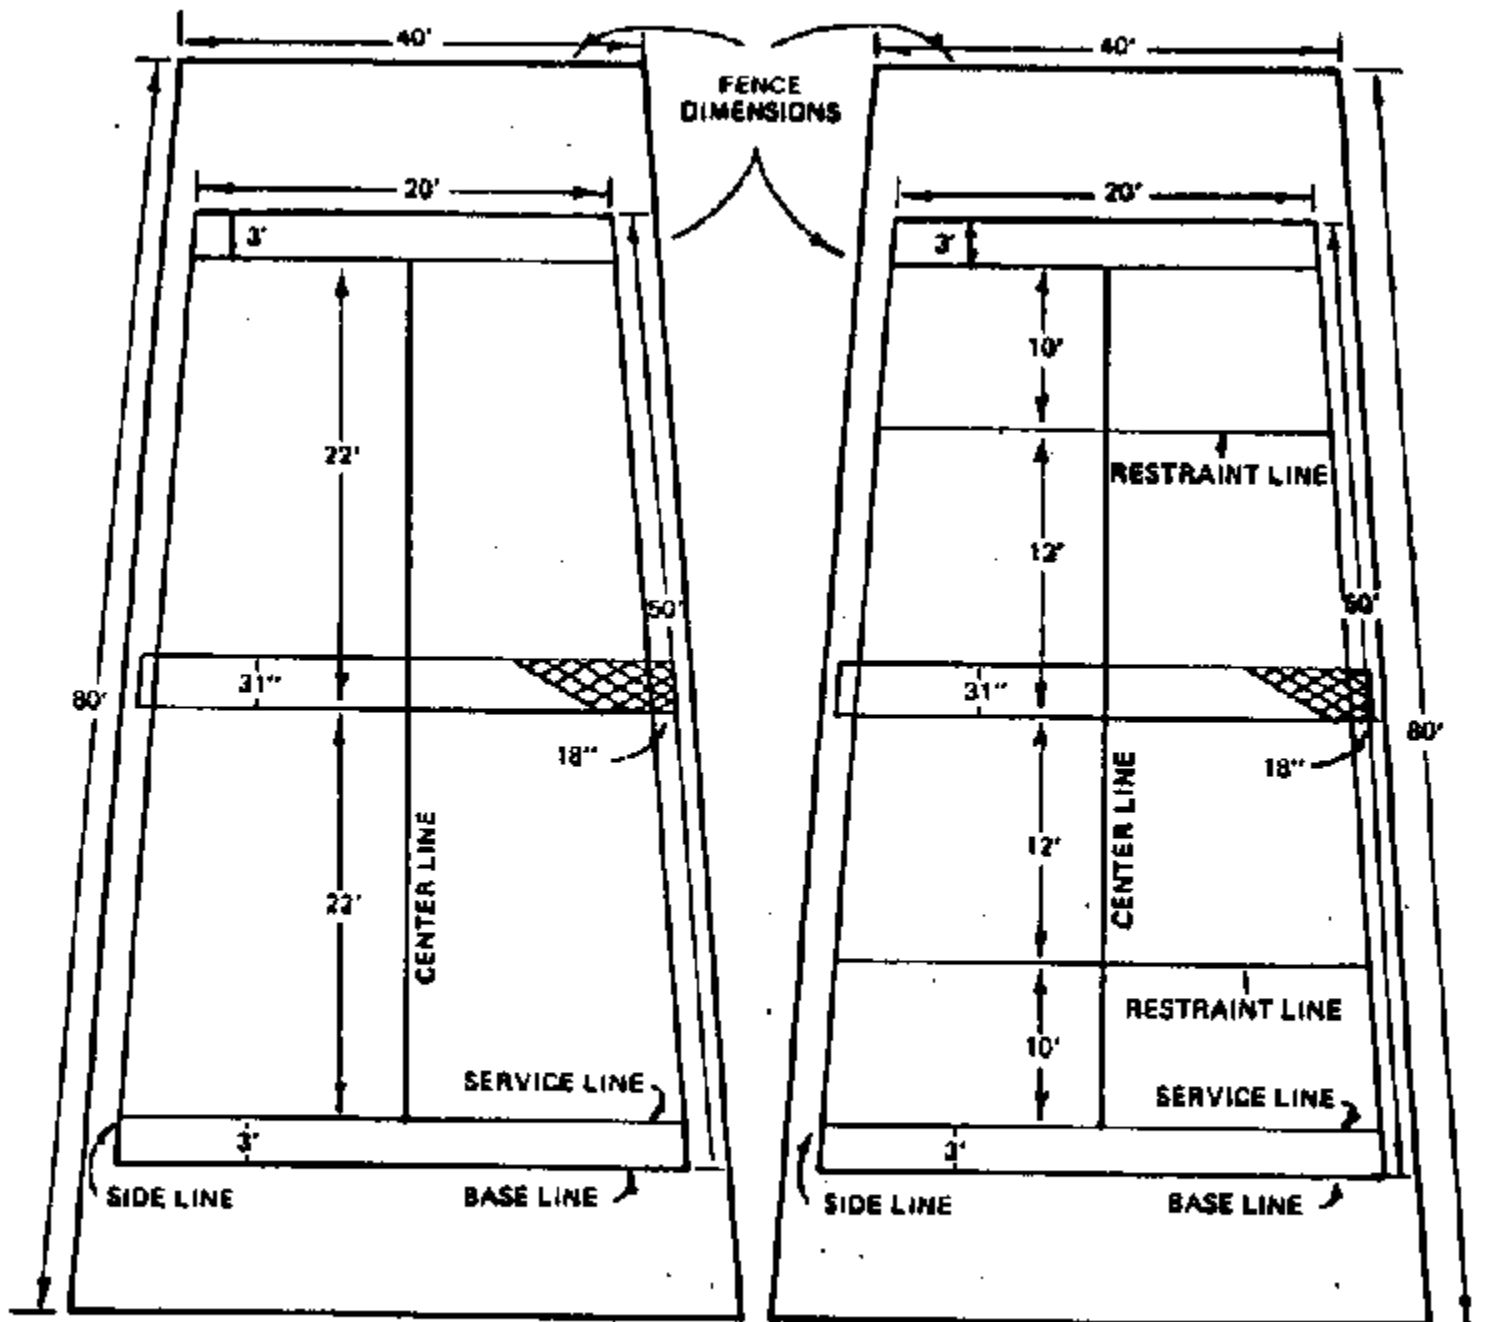 40'
40'
FENCE
DIMENSIONS
20'
20'
3'
3'
10'
22'
RESTRAINT LINE
12'
50'
50'
31"
31"
80'
80'
18"
18"
CENTER LINE
CENTER LINE
12'
22'
RESTRAINT LINE
10'
SERVICE LINE
SERVICE LINE
3'
3'
SIDE LINE
BASE LINE
SIDE LINE
BASE LINE